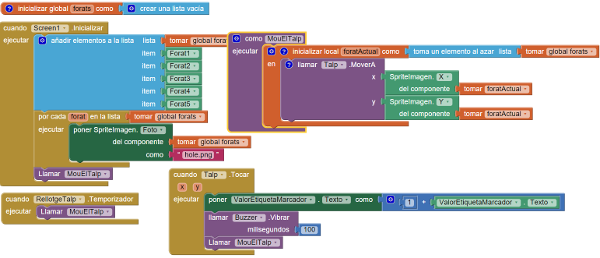 inicializar global forats como crear una lista vacía
cuando Screen1 .Inicializar
ejecutar añadir elementos a la lista lista tomar global forats
item Forat1
item Forat2
item Forat3
item Forat4
item Forat5
por cada forat en la lista tomar global forats
ejecutar poner SpriteImagen. Foto
del componente tomar global forats
como " hole.png "
Llamar MouElTalp
como MouElTalp
ejecutar inicializar local foratActual como toma un elemento al azar lista tomar global forats
en llamar Talp .MoverA
x SpriteImagen. X
del componente tomar foratActual
y SpriteImagen. Y
del componente tomar foratActual
cuando RellotgeTalp .Temporizador
ejecutar Llamar MouElTalp
cuando Talp .Tocar
x y
ejecutar poner ValorEtiquetaMarcador . Texto como 1 + ValorEtiquetaMarcador . Texto
llamar Buzzer .Vibrar
milisegundos 100
Llamar MouElTalp